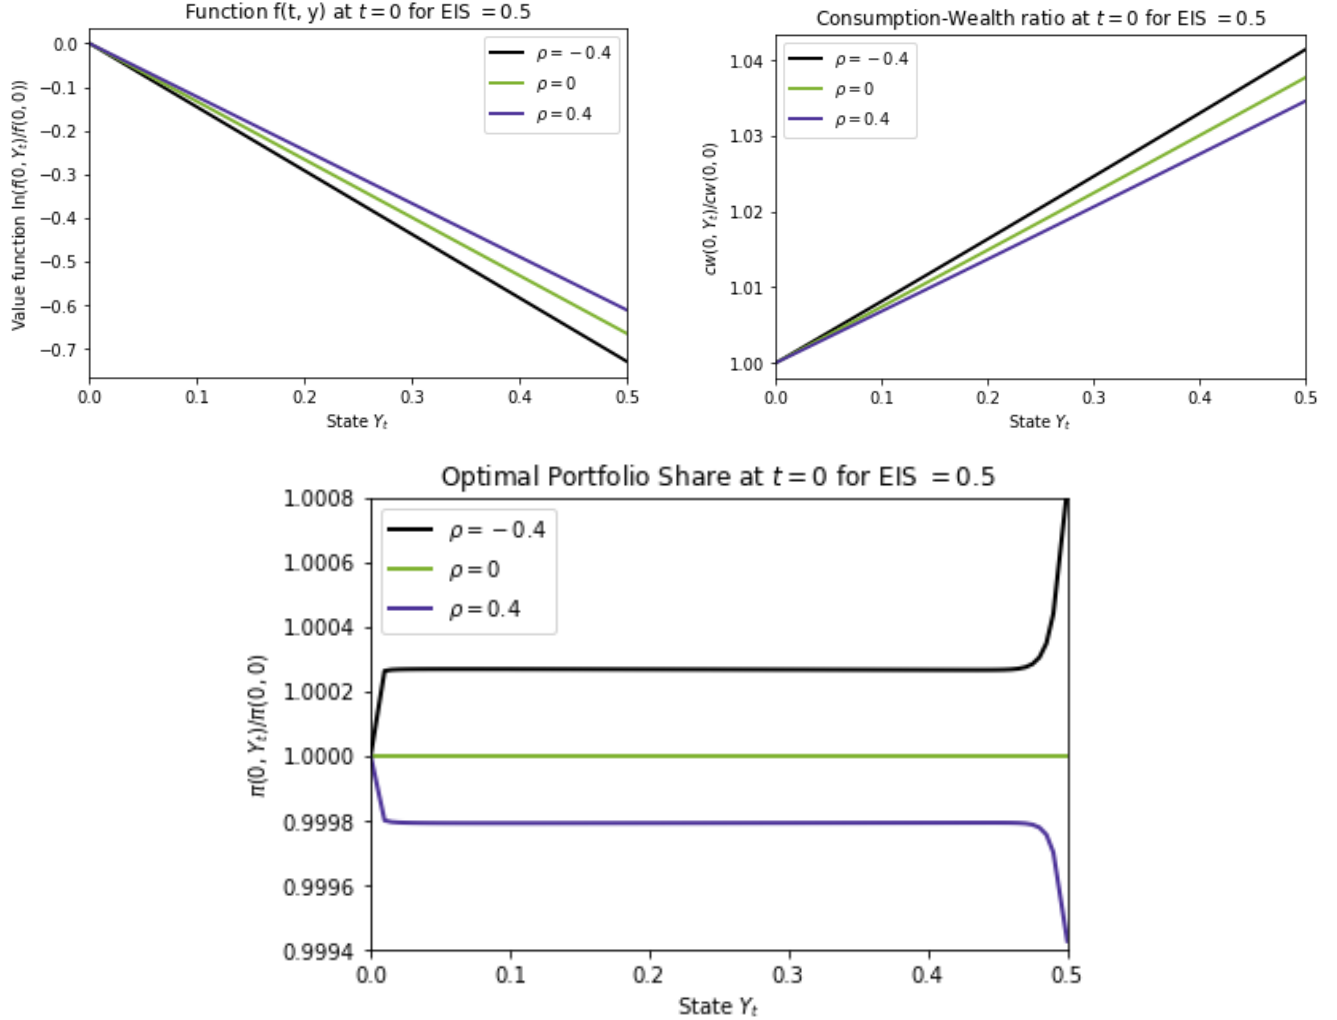 Function f(t, y) at t = 0 for EIS = 0.5
Value function ln(f(0, Y_t)/f(0, 0))
0.0
−0.1
−0.2
−0.3
−0.4
−0.5
−0.6
−0.7
ρ = − 0.4
ρ = 0
ρ = 0.4
0.0 0.1 0.2 0.3 0.4 0.5
State Y_t
Consumption-Wealth ratio at t = 0 for EIS = 0.5
cw(0, Y_t)/cw(0, 0)
1.04
1.03
1.02
1.01
1.00
ρ = − 0.4
ρ = 0
ρ = 0.4
0.0 0.1 0.2 0.3 0.4 0.5
State Y_t
Optimal Portfolio Share at t = 0 for EIS = 0.5
π(0, Y_t)/π(0, 0)
1.0008
1.0006
1.0004
1.0002
1.0000
0.9998
0.9996
0.9994
ρ = − 0.4
ρ = 0
ρ = 0.4
0.0 0.1 0.2 0.3 0.4 0.5
State Y_t